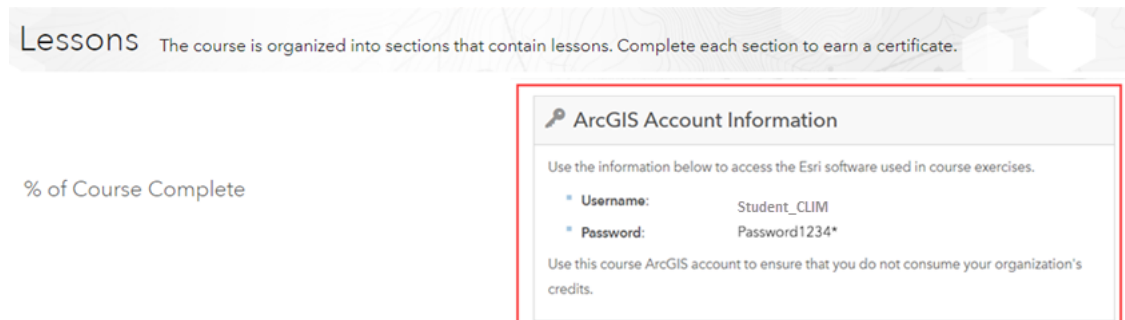 Lessons The course is organized into sections that contain lessons. Complete each section to earn a certificate.
% of Course Complete
ArcGIS Account Information
Use the information below to access the Esri software used in course exercises.
Username: Student_CLIM
Password: Password1234*
Use this course ArcGIS account to ensure that you do not consume your organization's
credits.